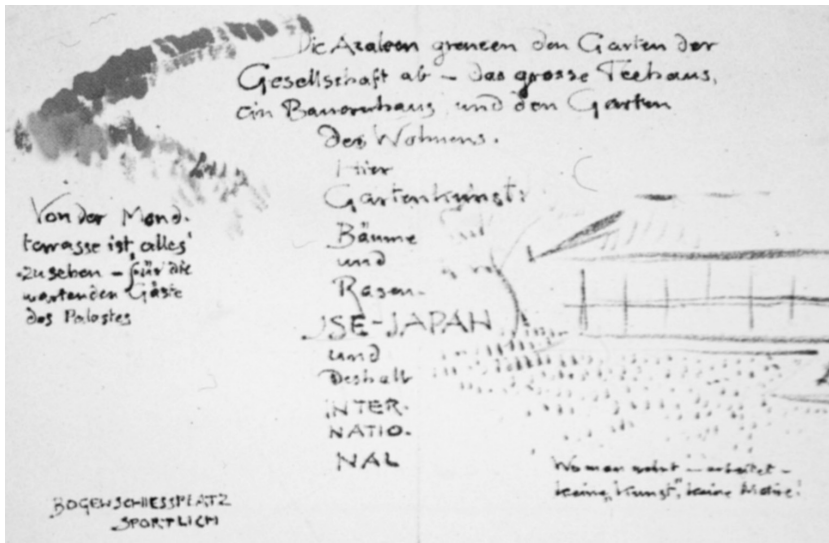 Die Azaleen grenzen den Garten der
Gesellschaft ab – das grosse Teehaus,
ein Bauernhaus, und den Garten
des Wohnens.
Hier
Gartenkunst:
Bäume
und
Rasen.
ISE-JAPAN
und
Deshalb
INTER-
NATIO-
NAL
Von der Mond-
terrasse ist alles
zu sehen – für die
wartenden Gäste
des Palastes
BOGENSCHIESSPLATZ
SPORTLICH
Wo man wohnt – arbeitet –
keine „Kunst", keine Motive!